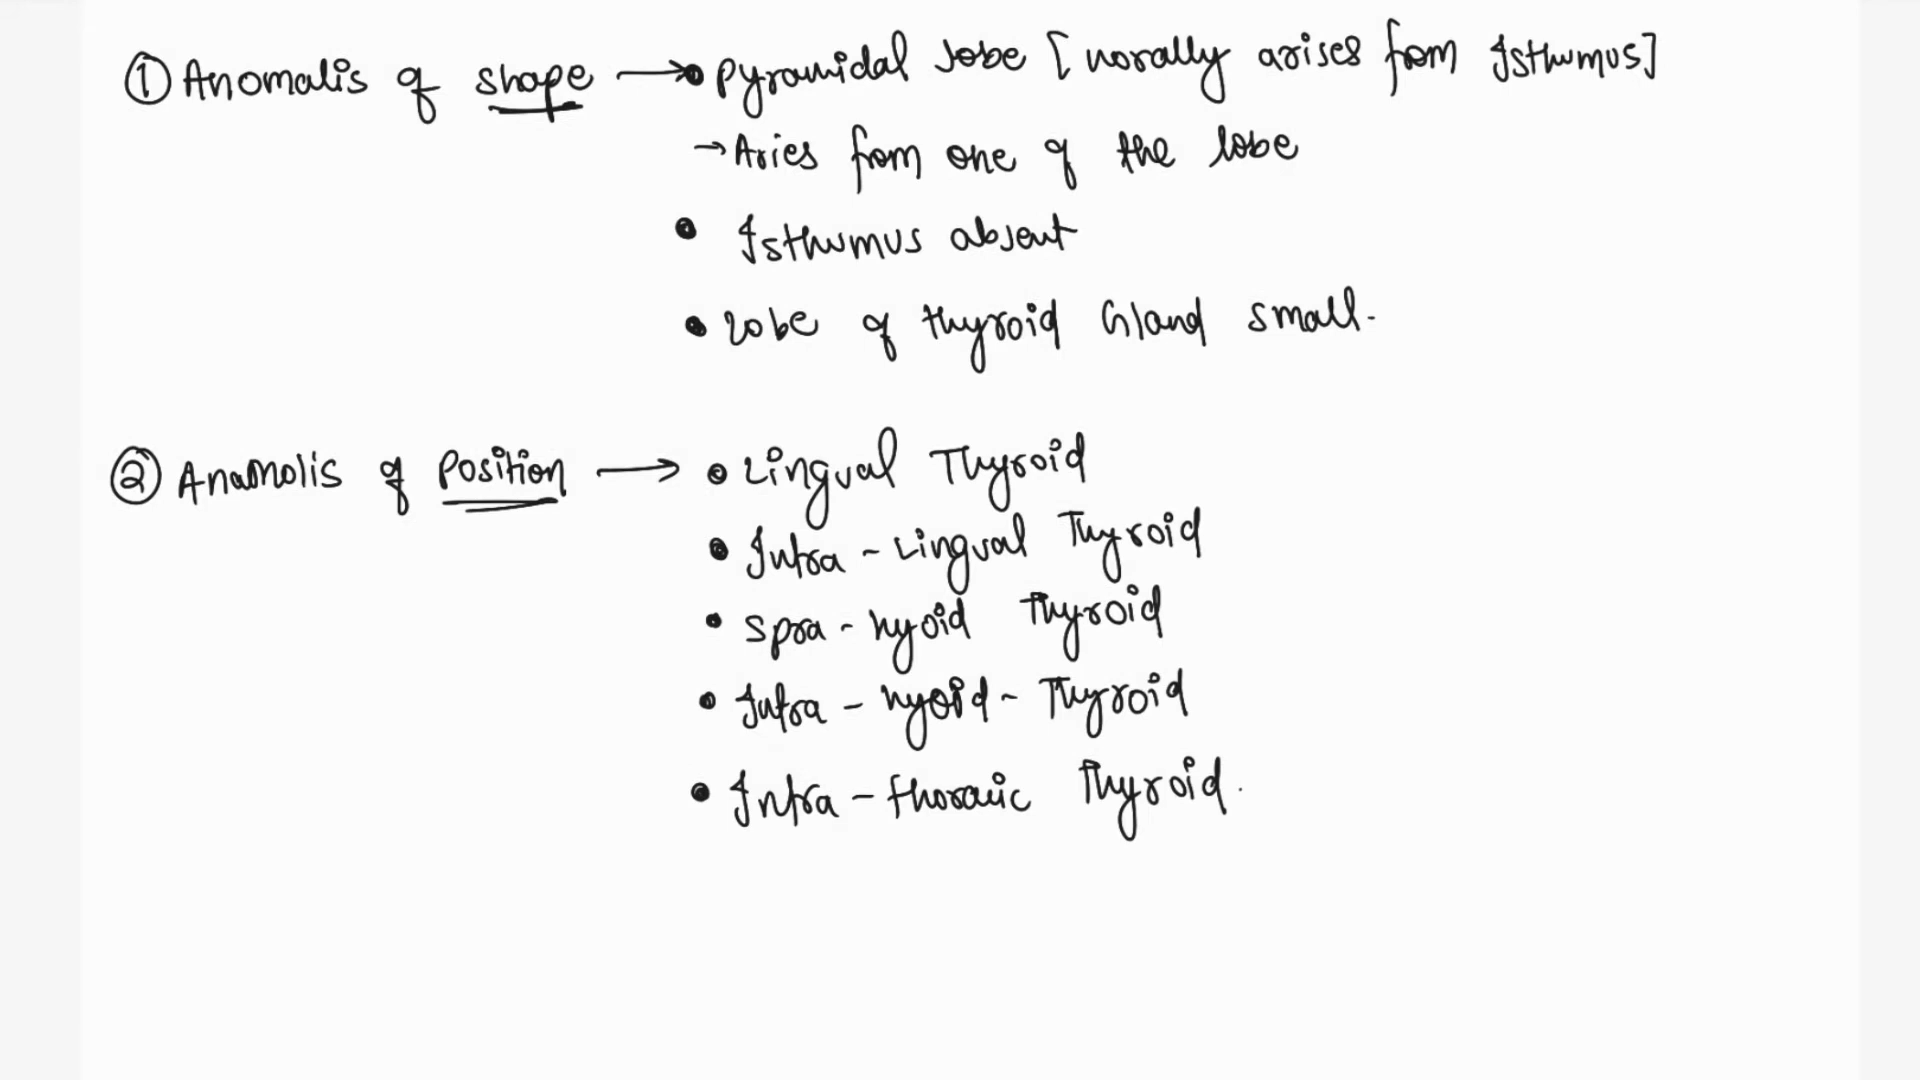 ① Anomalis of shape → • pyramidal lobe [norally arises from Isthumus]
→ Aries from one of the lobe
• Isthumus absent
• Lobe of thyroid Gland small.
② Anamolis of Position → • Lingual Thyroid
• Intra - Lingual Thyroid
• Spra - hyoid Thyroid
• Infra - hyoid - Thyroid
• Intra - thoracic Thyroid.